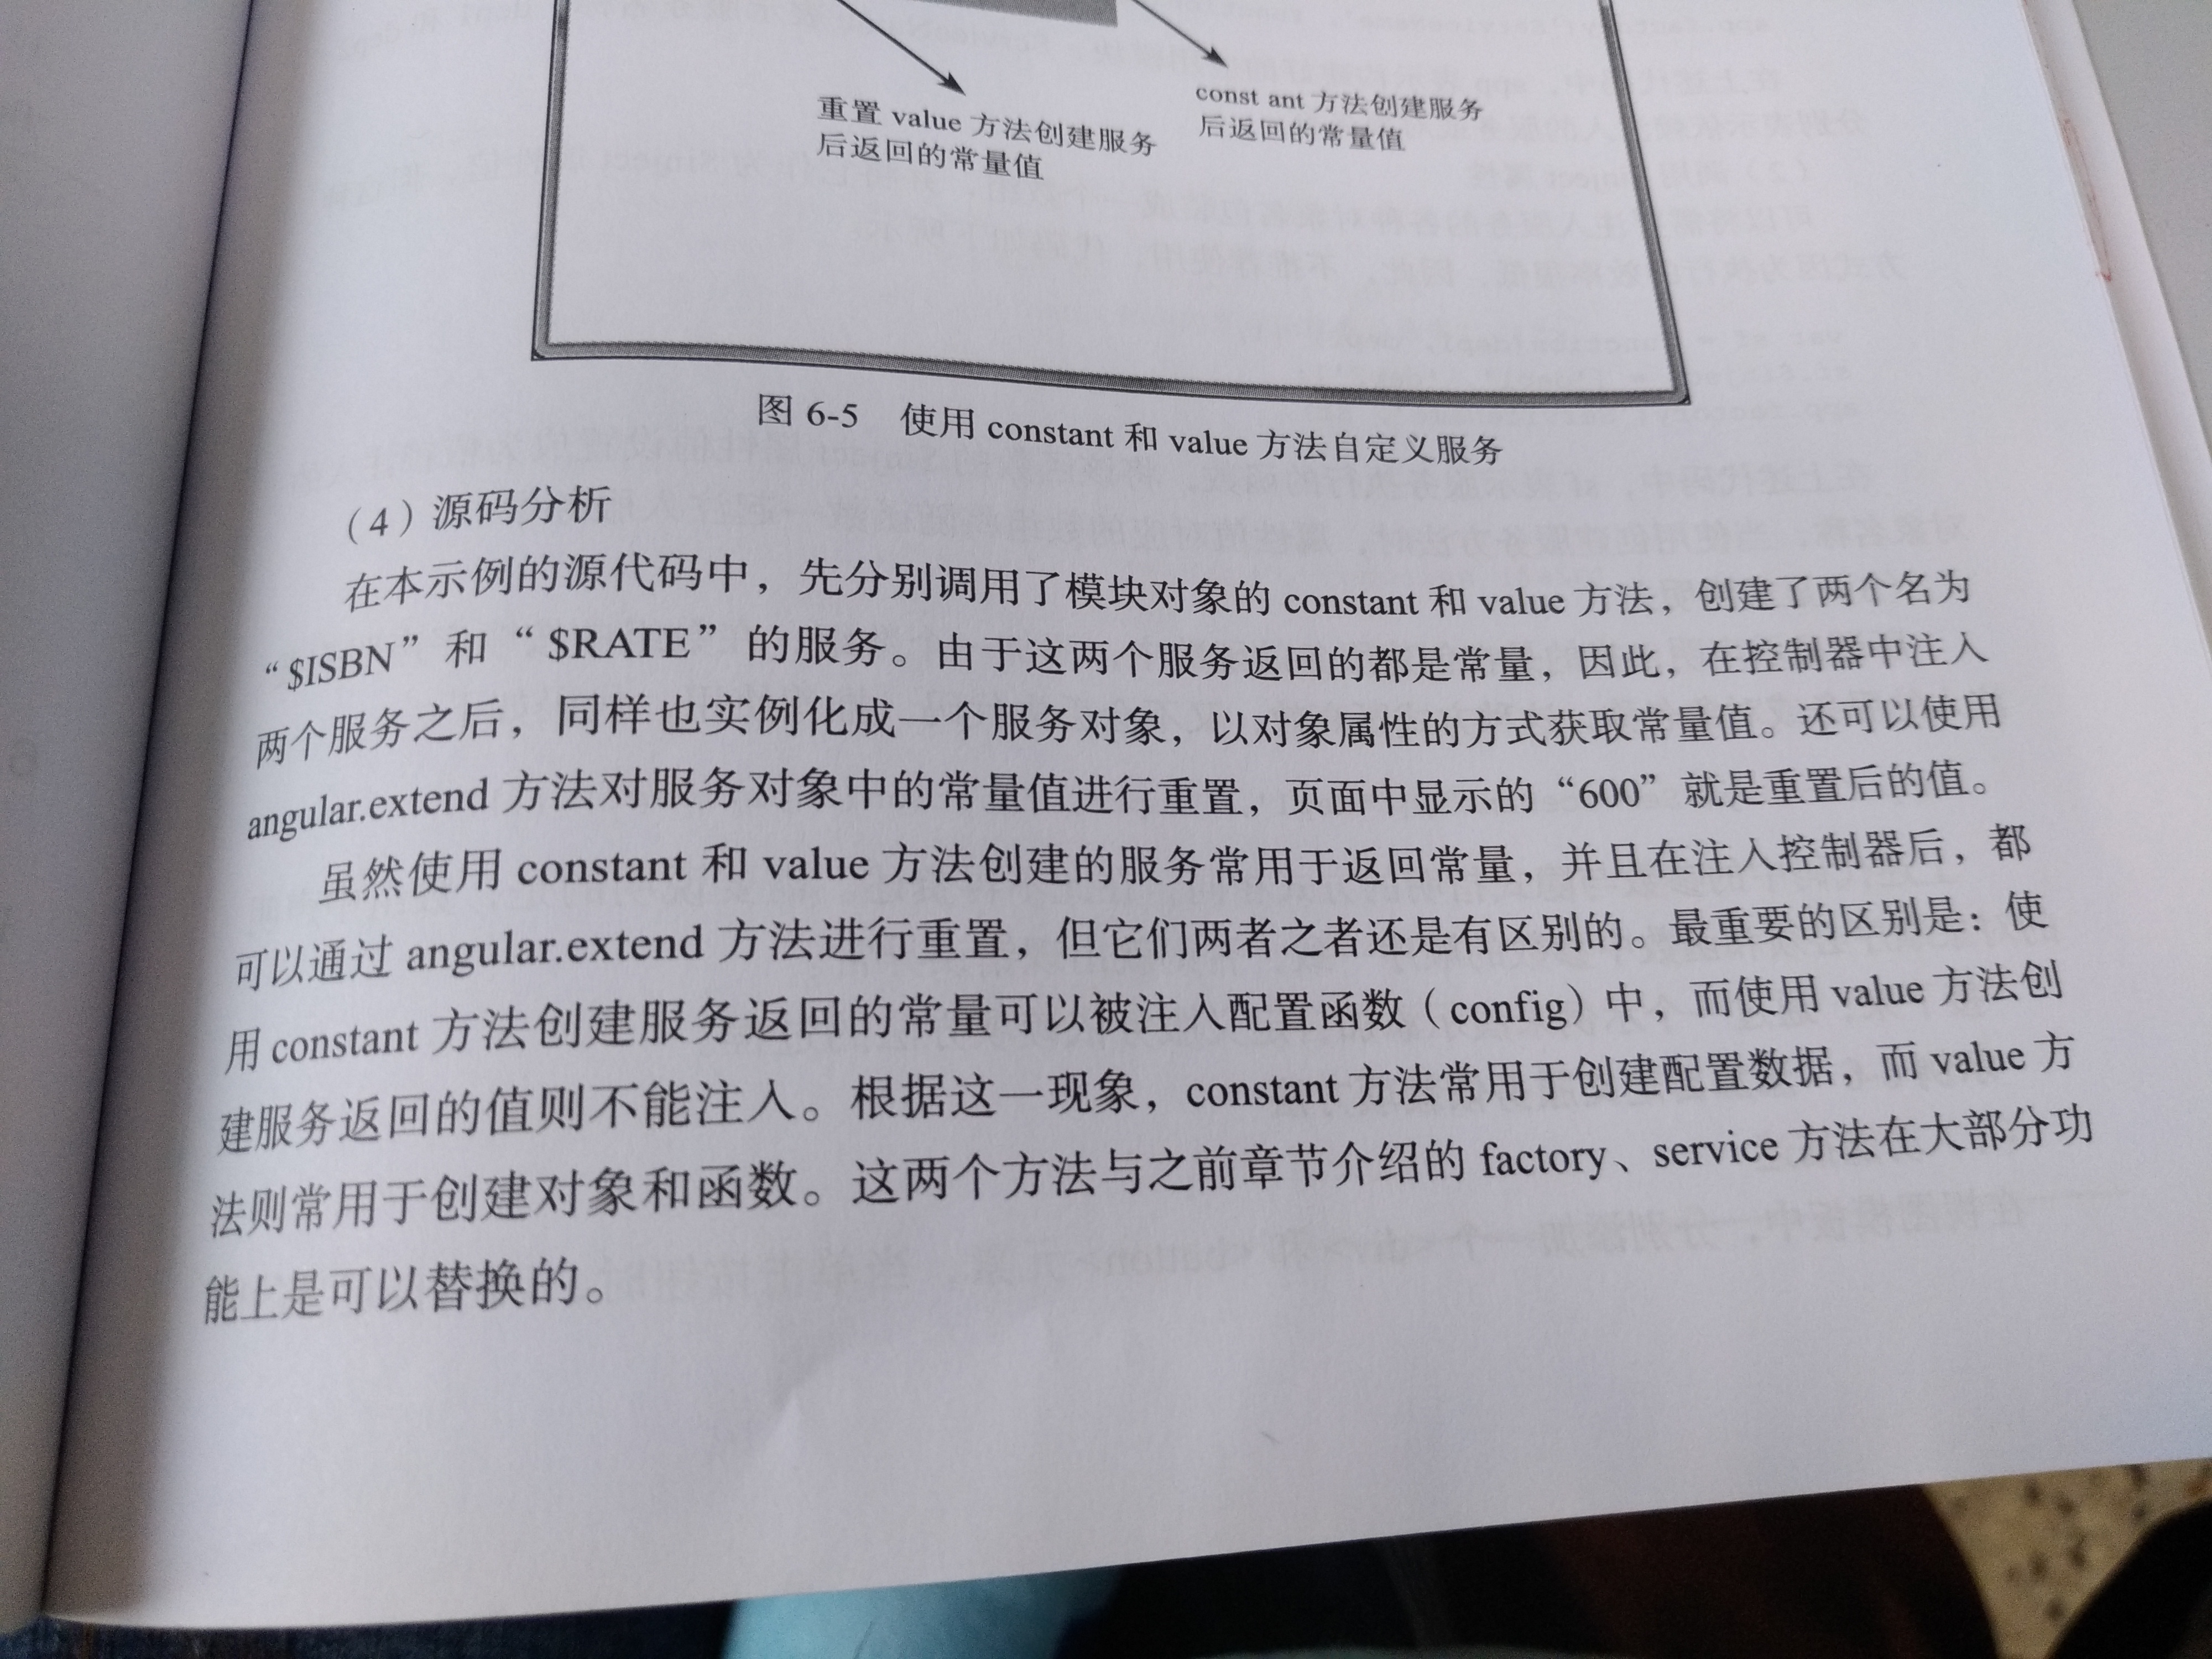 重置 value 方法创建服务
后返回的常量值
const ant 方法创建服务
后返回的常量值
图 6-5 使用 constant 和 value 方法自定义服务
（4）源码分析
在本示例的源代码中，先分别调用了模块对象的 constant 和 value 方法，创建了两个名为
“$ISBN”和“$RATE”的服务。由于这两个服务返回的都是常量，因此，在控制器中注入
两个服务之后，同样也实例化成一个服务对象，以对象属性的方式获取常量值。还可以使用
angular.extend 方法对服务对象中的常量值进行重置，页面中显示的“600”就是重置后的值。
虽然使用 constant 和 value 方法创建的服务常用于返回常量，并且在注入控制器后，都
可以通过 angular.extend 方法进行重置，但它们两者之者还是有区别的。最重要的区别是：使
用 constant 方法创建服务返回的常量可以被注入配置函数（config）中，而使用 value 方法创
建服务返回的值则不能注入。根据这一现象，constant 方法常用于创建配置数据，而 value 方
法则常用于创建对象和函数。这两个方法与之前章节介绍的 factory、service 方法在大部分功
能上是可以替换的。